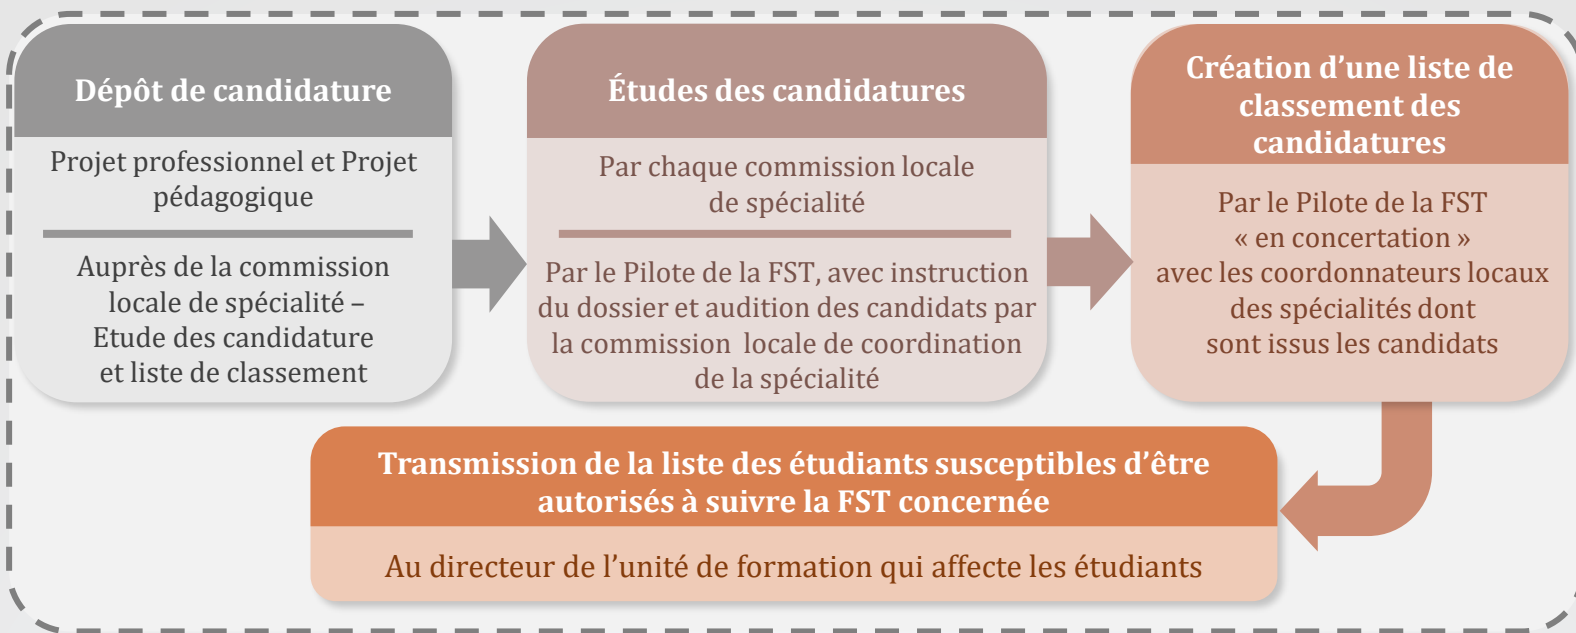 Dépôt de candidature
Projet professionnel et Projet
pédagogique
Auprès de la commission
locale de spécialité –
Etude des candidature
et liste de classement
Études des candidatures
Par chaque commission locale
de spécialité
Par le Pilote de la FST, avec instruction
du dossier et audition des candidats par
la commission locale de coordination
de la spécialité
Création d’une liste de
classement des
candidatures
Par le Pilote de la FST
« en concertation »
avec les coordonnateurs locaux
des spécialités dont
sont issus les candidats
Transmission de la liste des étudiants susceptibles d’être
autorisés à suivre la FST concernée
Au directeur de l’unité de formation qui affecte les étudiants